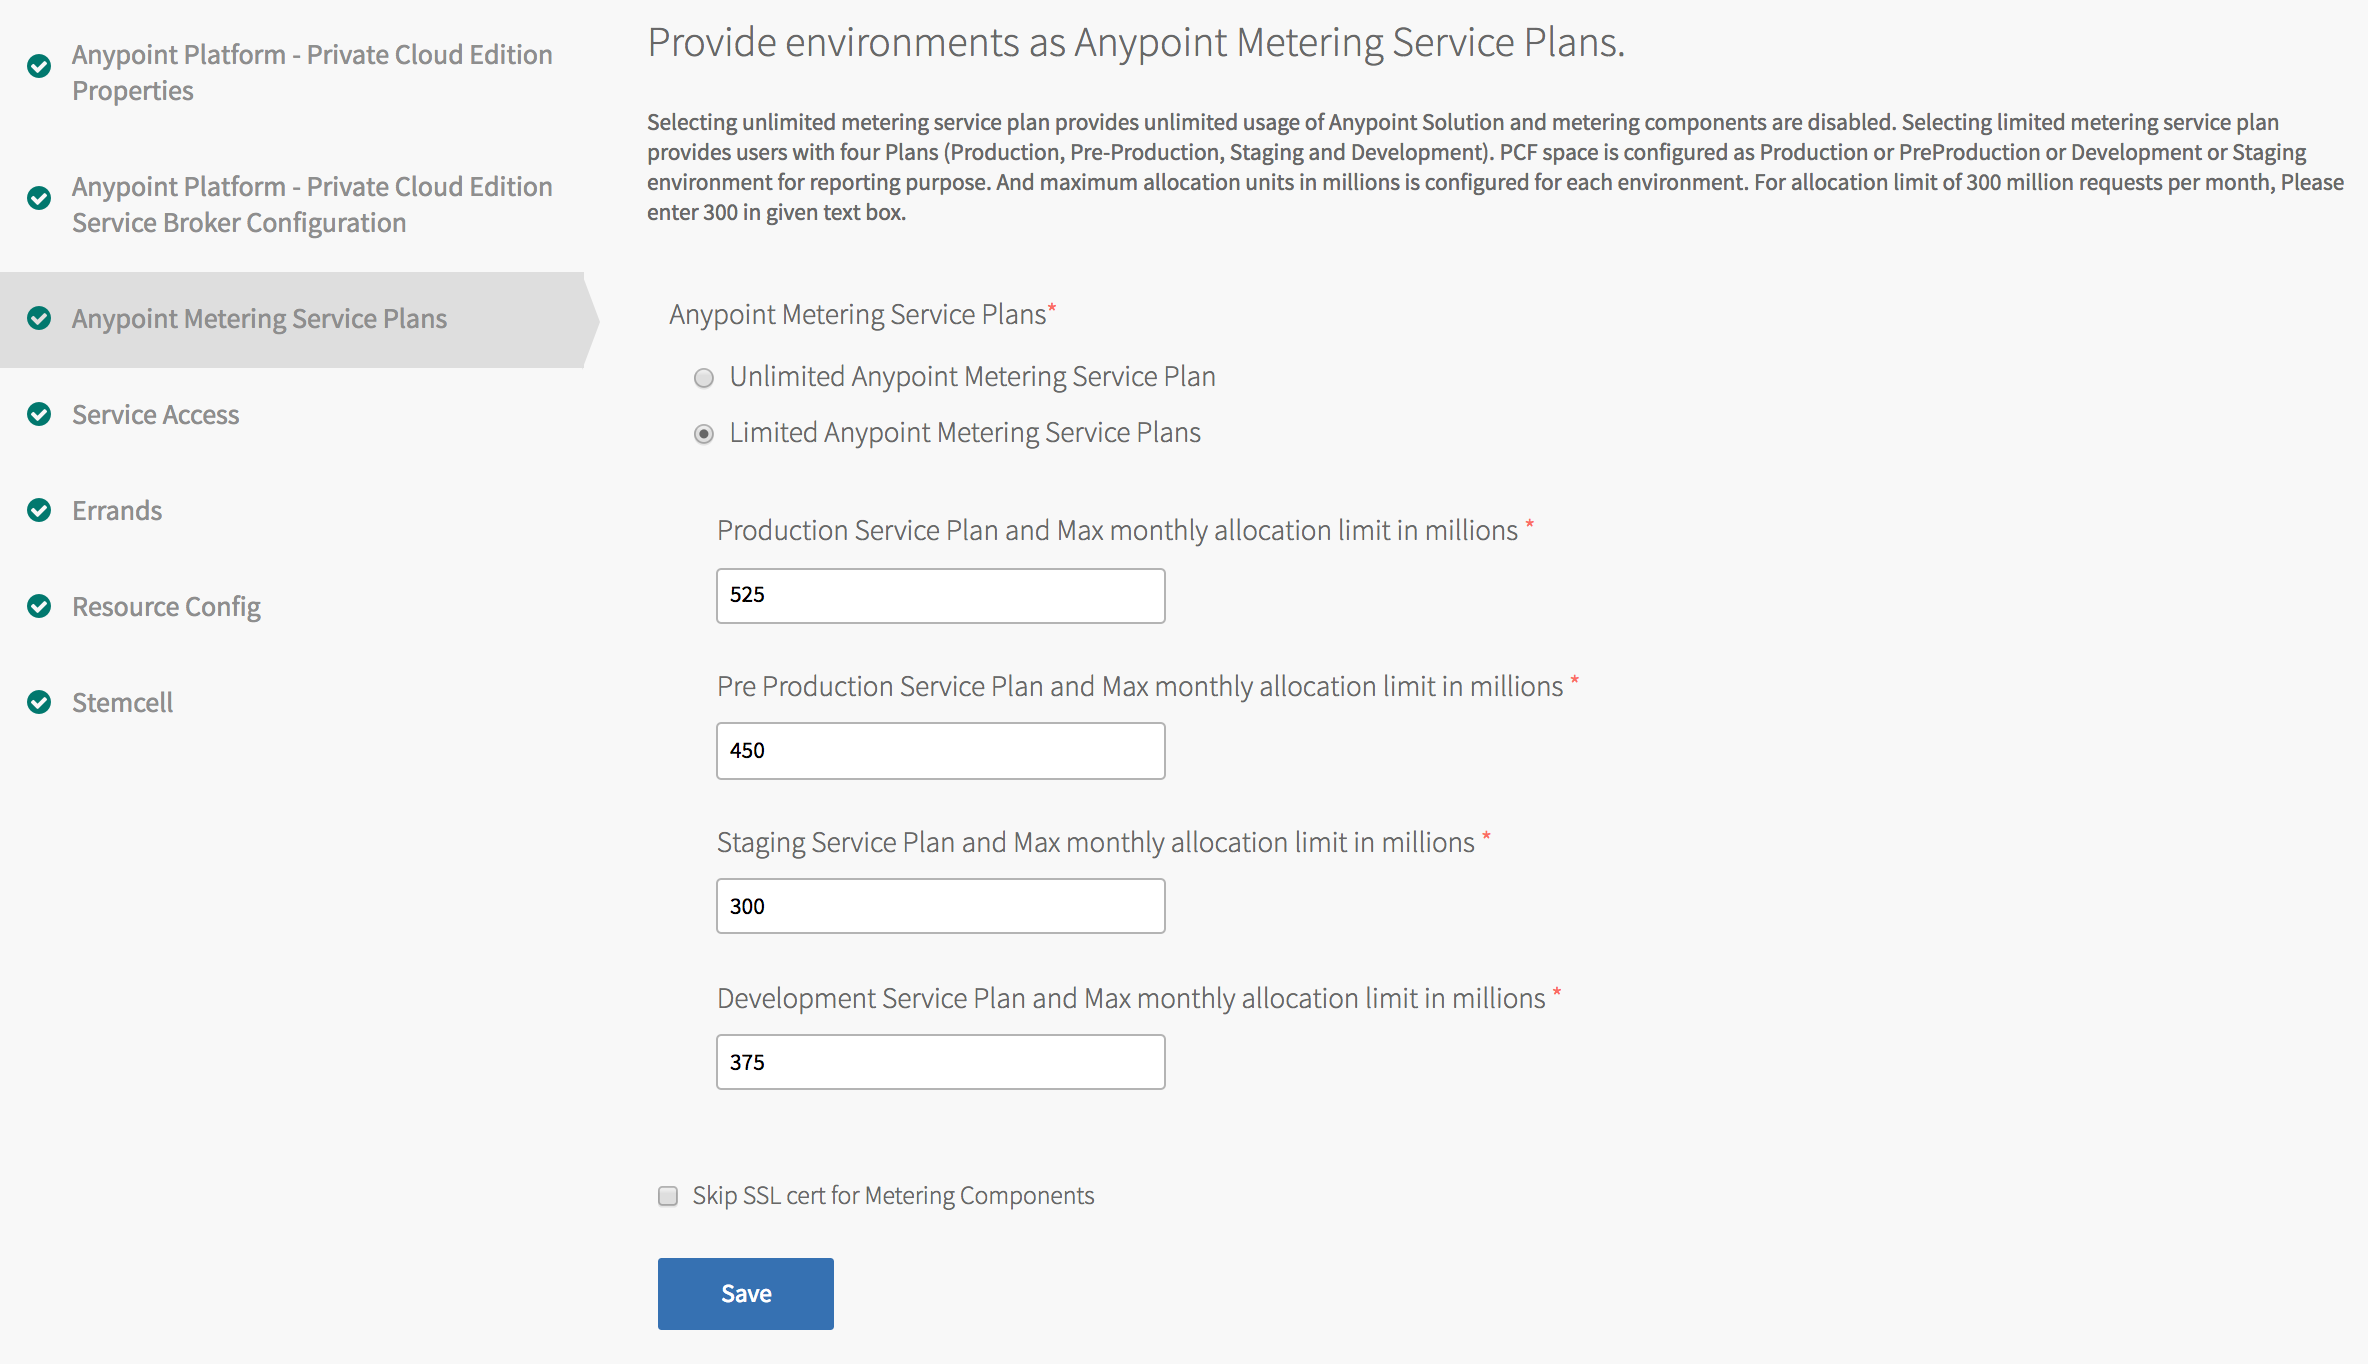 Anypoint Platform - Private Cloud Edition
Properties
Anypoint Platform - Private Cloud Edition
Service Broker Configuration
Anypoint Metering Service Plans
Service Access
Errands
Resource Config
Stemcell
Provide environments as Anypoint Metering Service Plans.
Selecting unlimited metering service plan provides unlimited usage of Anypoint Solution and metering components are disabled. Selecting limited metering service plan
provides users with four Plans (Production, Pre-Production, Staging and Development). PCF space is configured as Production or PreProduction or Development or Staging
environment for reporting purpose. And maximum allocation units in millions is configured for each environment. For allocation limit of 300 million requests per month, Please
enter 300 in given text box.
Anypoint Metering Service Plans*
Unlimited Anypoint Metering Service Plan
Limited Anypoint Metering Service Plans
Production Service Plan and Max monthly allocation limit in millions *
525
Pre Production Service Plan and Max monthly allocation limit in millions *
450
Staging Service Plan and Max monthly allocation limit in millions *
300
Development Service Plan and Max monthly allocation limit in millions *
375
Skip SSL cert for Metering Components
Save